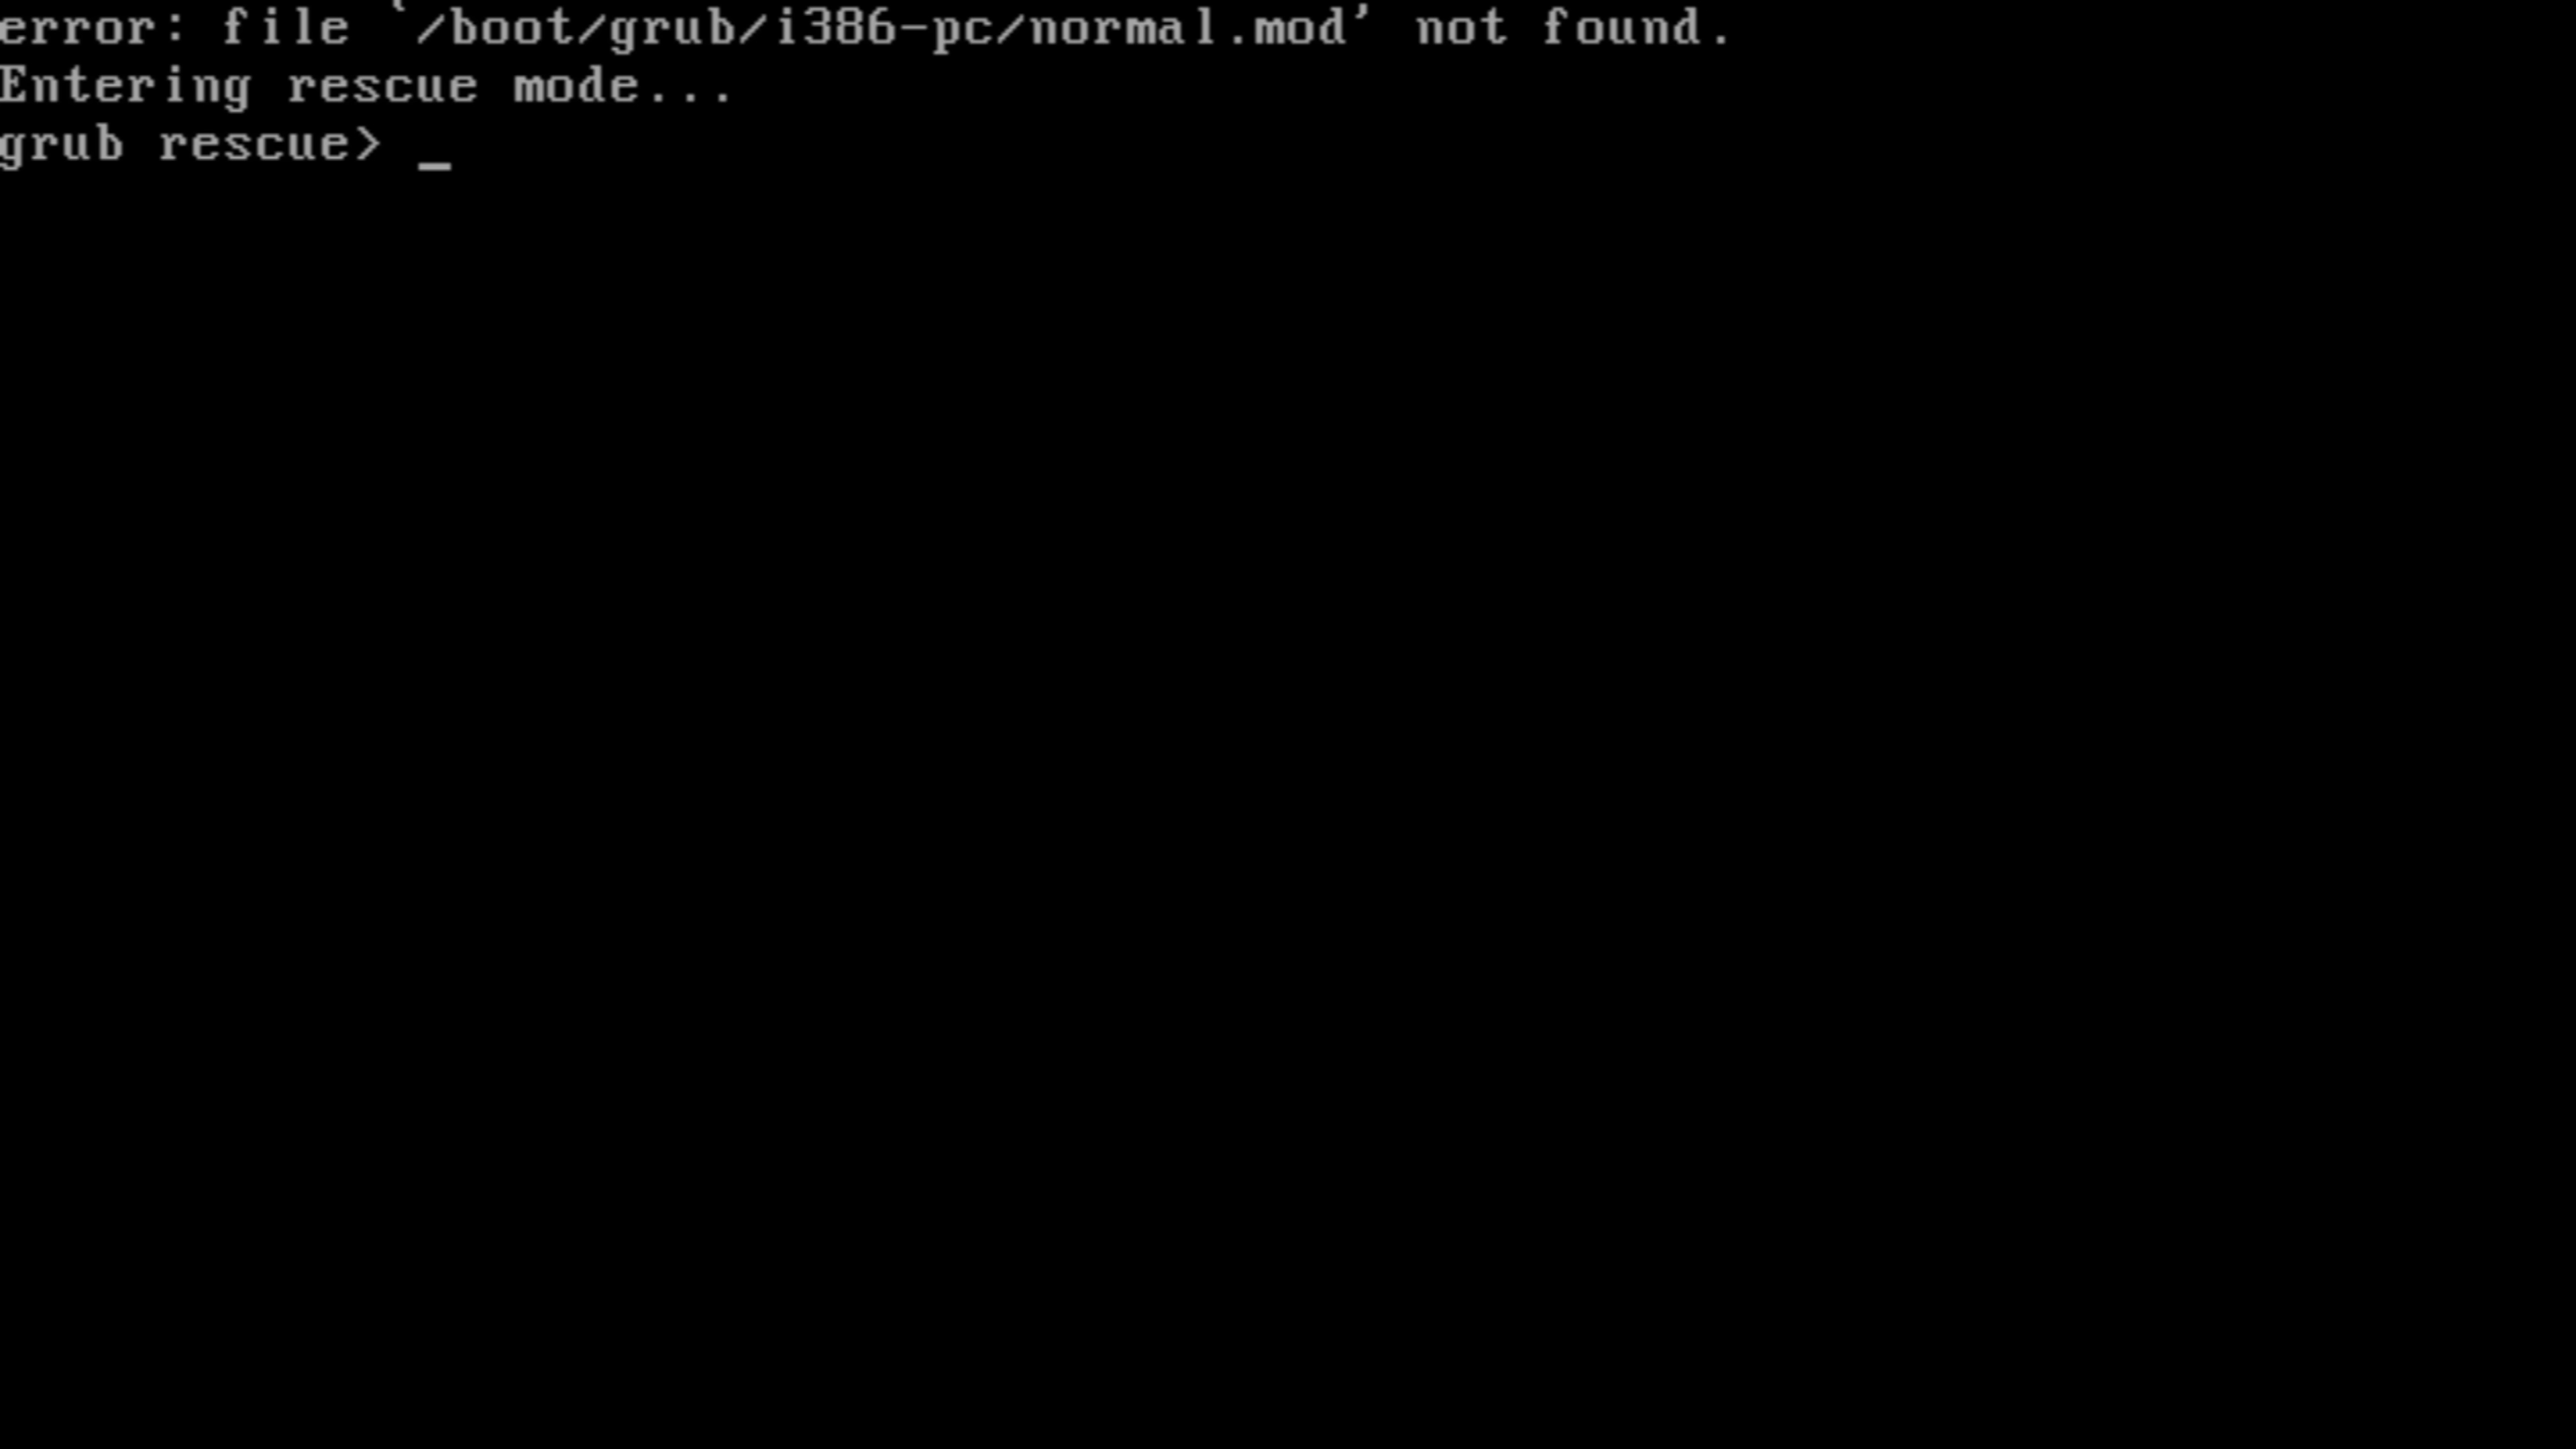 error: file `/boot/grub/i386-pc/normal.mod' not found.
Entering rescue mode...
grub rescue> _